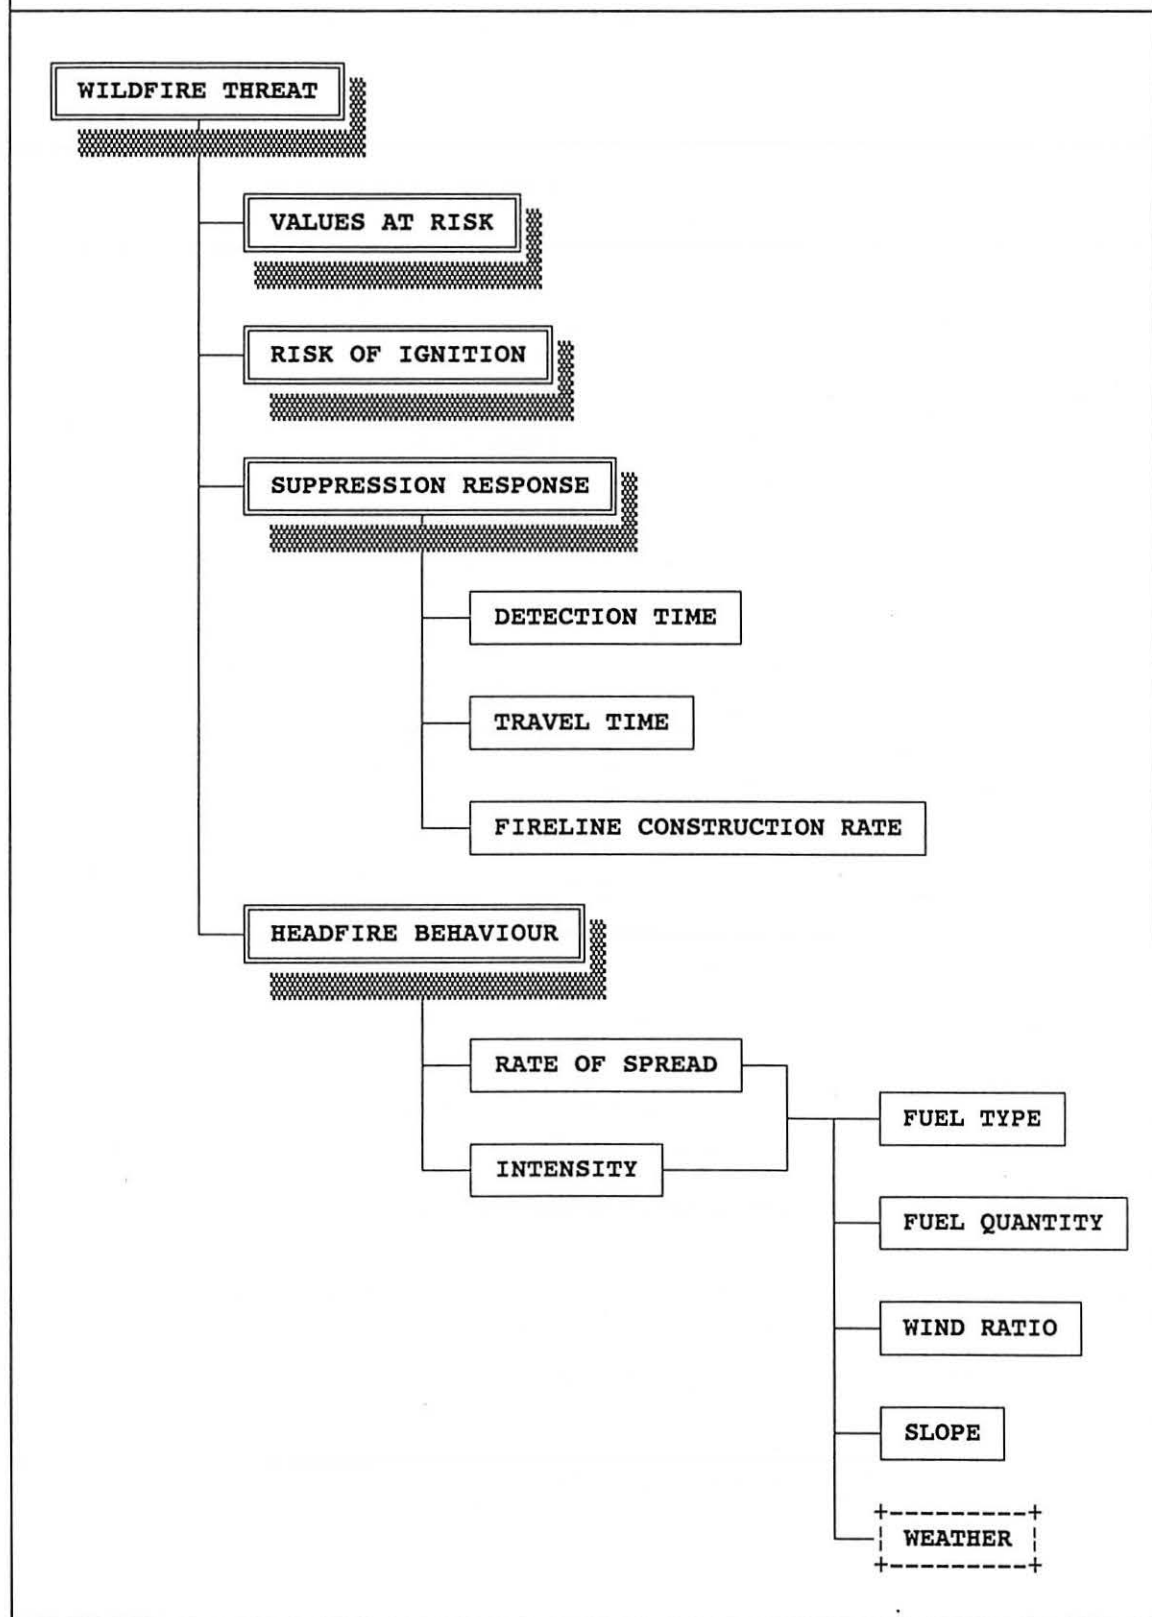 WILDFIRE THREAT
VALUES AT RISK
RISK OF IGNITION
SUPPRESSION RESPONSE
DETECTION TIME
TRAVEL TIME
FIRELINE CONSTRUCTION RATE
HEADFIRE BEHAVIOUR
RATE OF SPREAD
FUEL TYPE
INTENSITY
FUEL QUANTITY
WIND RATIO
SLOPE
WEATHER